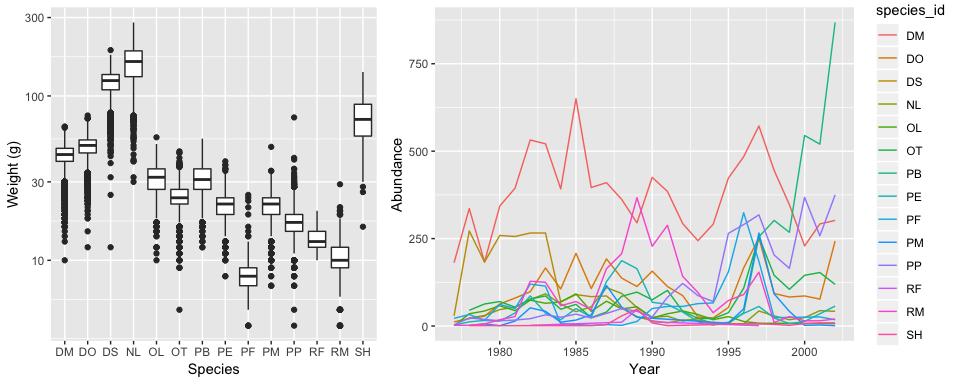 Weight (g)
300
100
30
10
DM DO DS NL OL OT PB PE PF PM PP RF RM SH
Species
Abundance
750
500
250
0
1980 1985 1990 1995 2000
Year
species_id
DM
DO
DS
NL
OL
OT
PB
PE
PF
PM
PP
RF
RM
SH